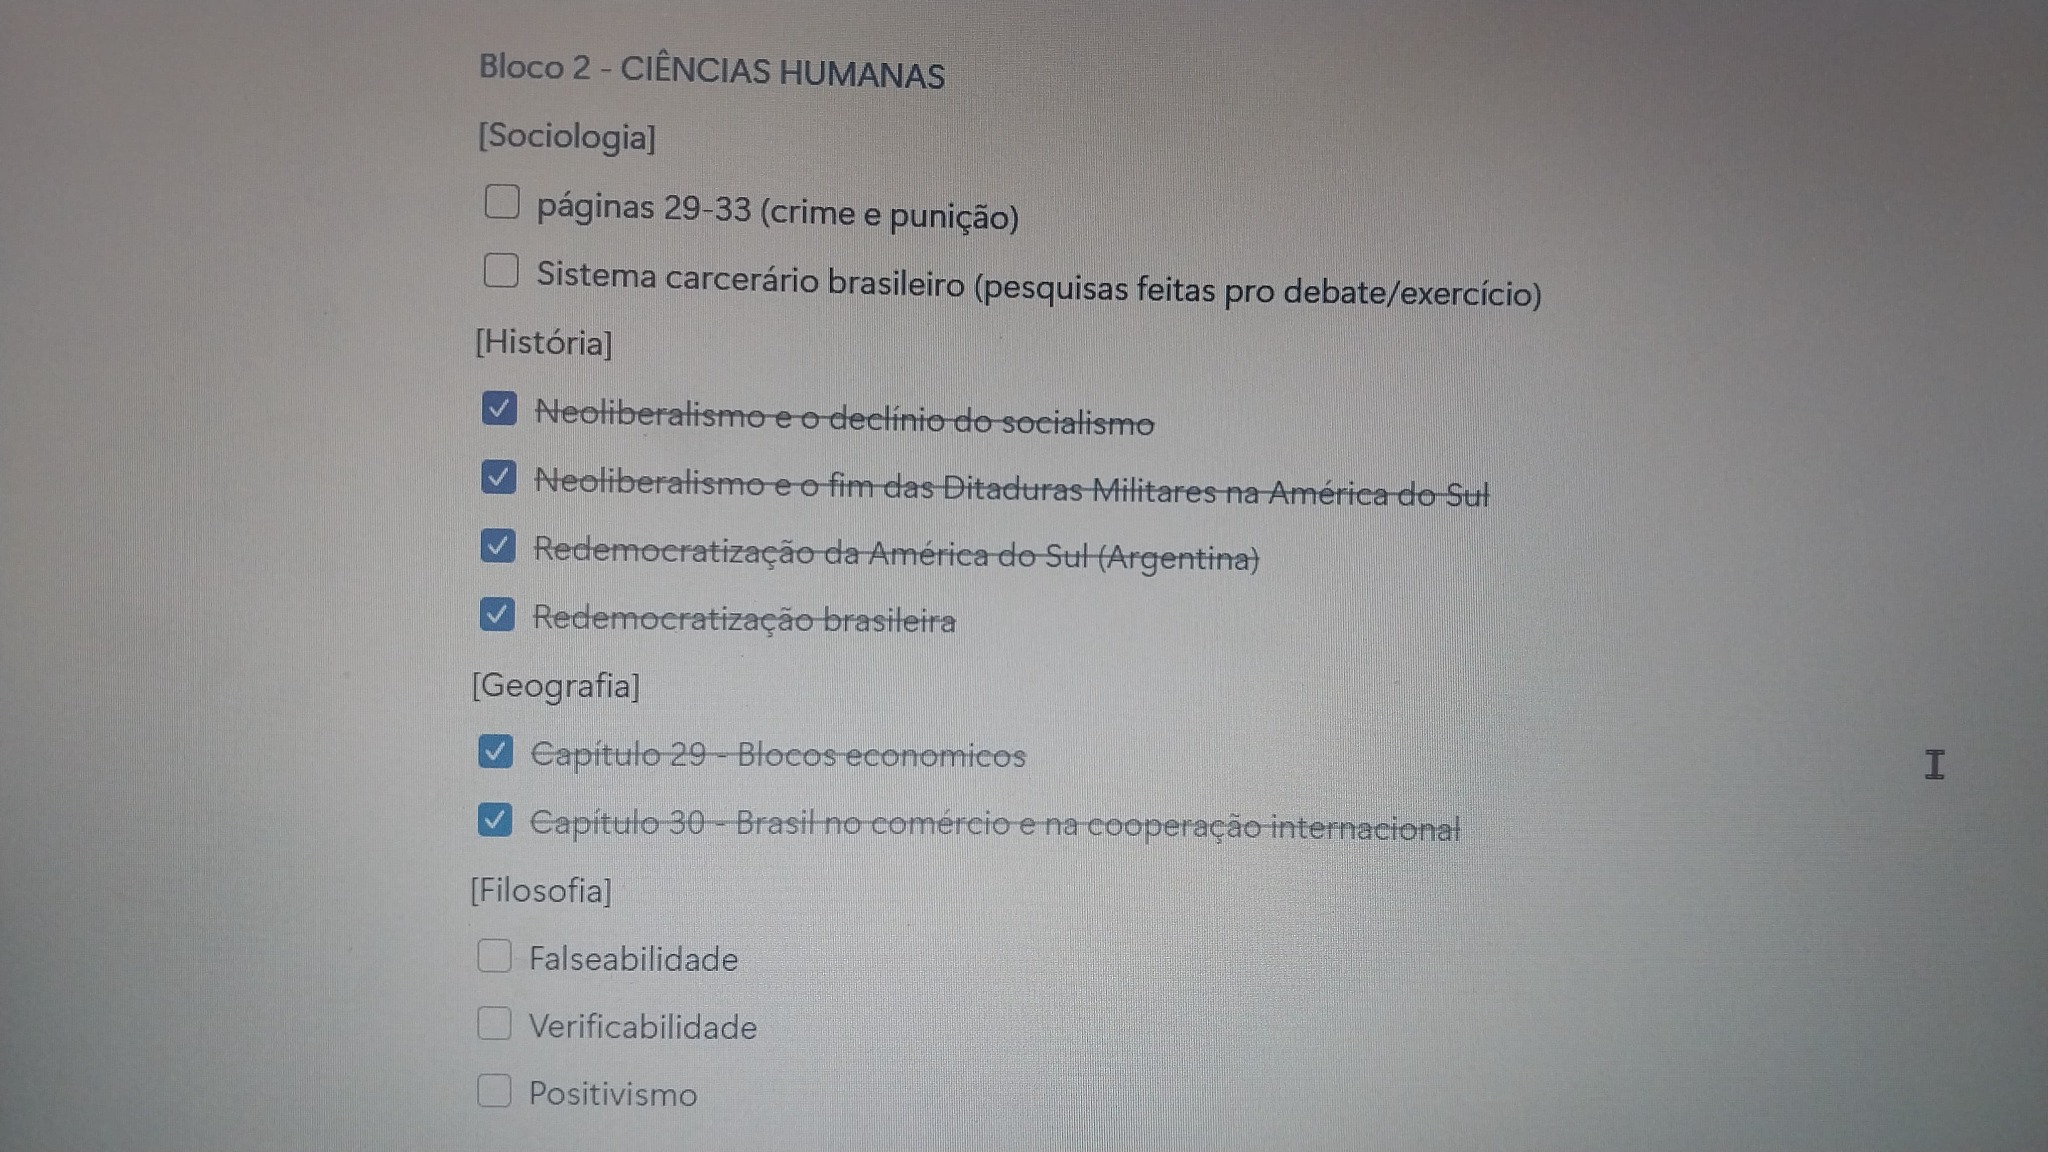 Bloco 2 - CIÊNCIAS HUMANAS
[Sociologia]
páginas 29-33 (crime e punição)
Sistema carcerário brasileiro (pesquisas feitas pro debate/exercício)
[História]
Neoliberalismo e o declínio do socialismo
Neoliberalismo e o fim das Ditaduras Militares na América do Sul
Redemocratização da América do Sul (Argentina)
Redemocratização brasileira
[Geografia]
Capítulo 29 - Blocos economicos
Capítulo 30 - Brasil no comércio e na cooperação internacional
[Filosofia]
Falseabilidade
Verificabilidade
Positivismo